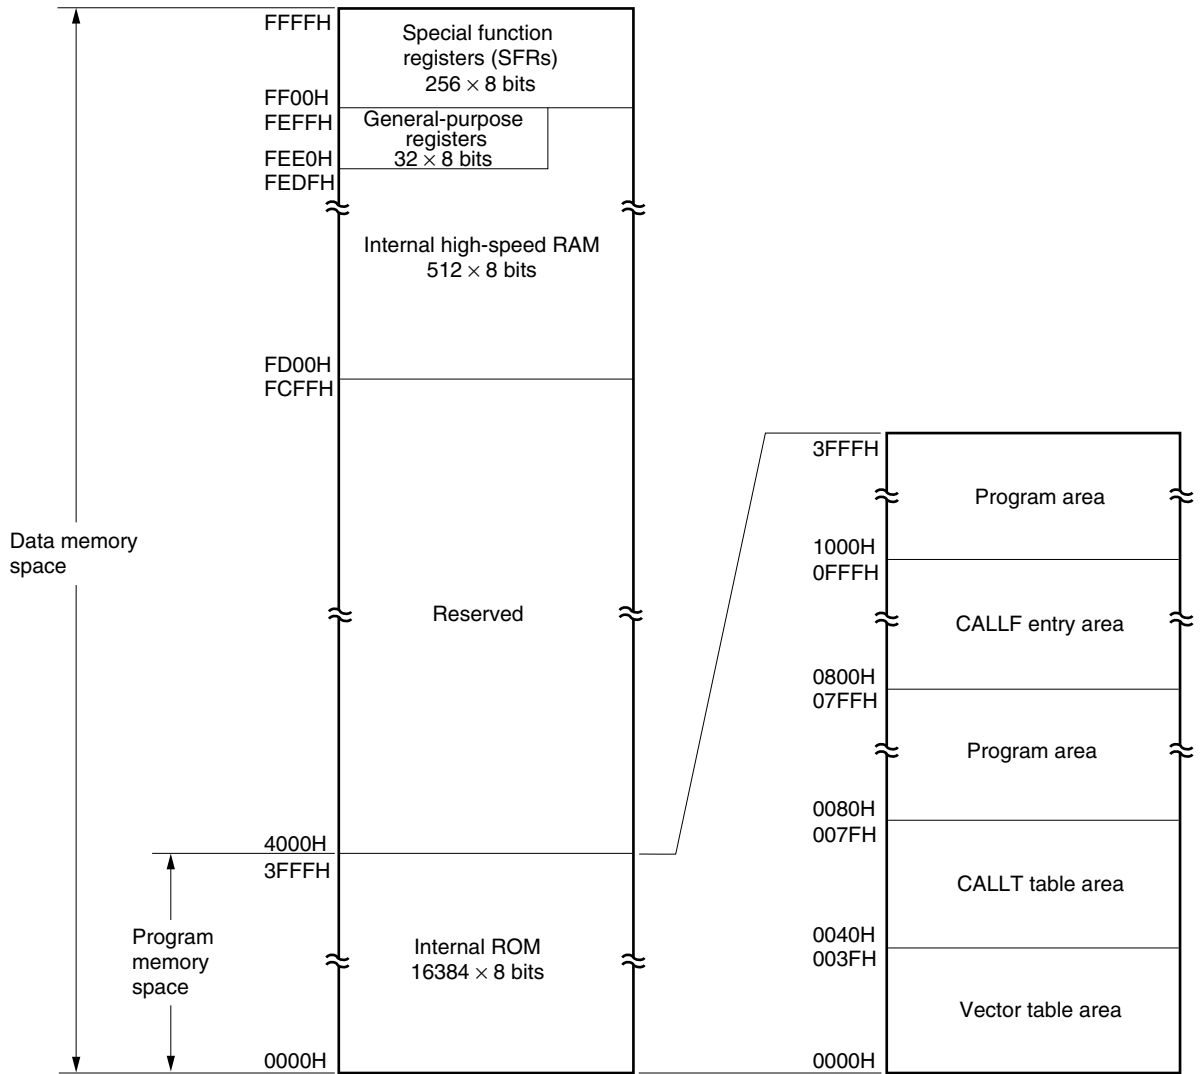 FFFFH
Special function
registers (SFRs)
256 × 8 bits
FF00H
FEFFH
General-purpose
registers
32 × 8 bits
FEE0H
FEDFH
Internal high-speed RAM
512 × 8 bits
FD00H
FCFFH
Data memory
space
Reserved
4000H
3FFFH
Program
memory
space
Internal ROM
16384 × 8 bits
0000H
3FFFH
Program area
1000H
0FFFH
CALLF entry area
0800H
07FFH
Program area
0080H
007FH
CALLT table area
0040H
003FH
Vector table area
0000H